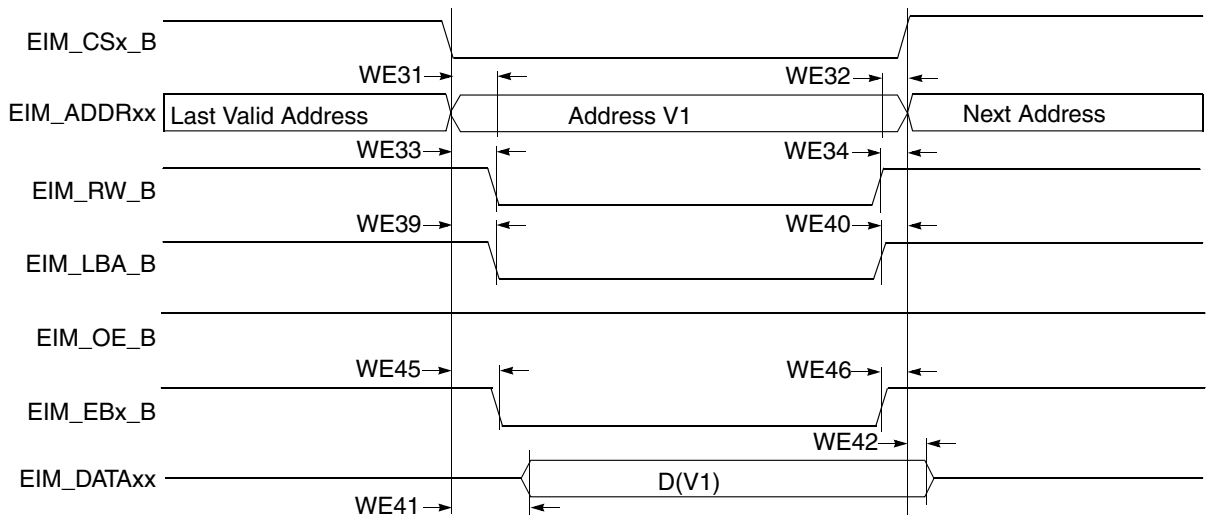 EIM_CSx_B
WE31
WE32
EIM_ADDRxx
Last Valid Address
Address V1
Next Address
WE33
WE34
EIM_RW_B
WE39
WE40
EIM_LBA_B
EIM_OE_B
WE45
WE46
EIM_EBx_B
WE42
EIM_DATAxx
D(V1)
WE41